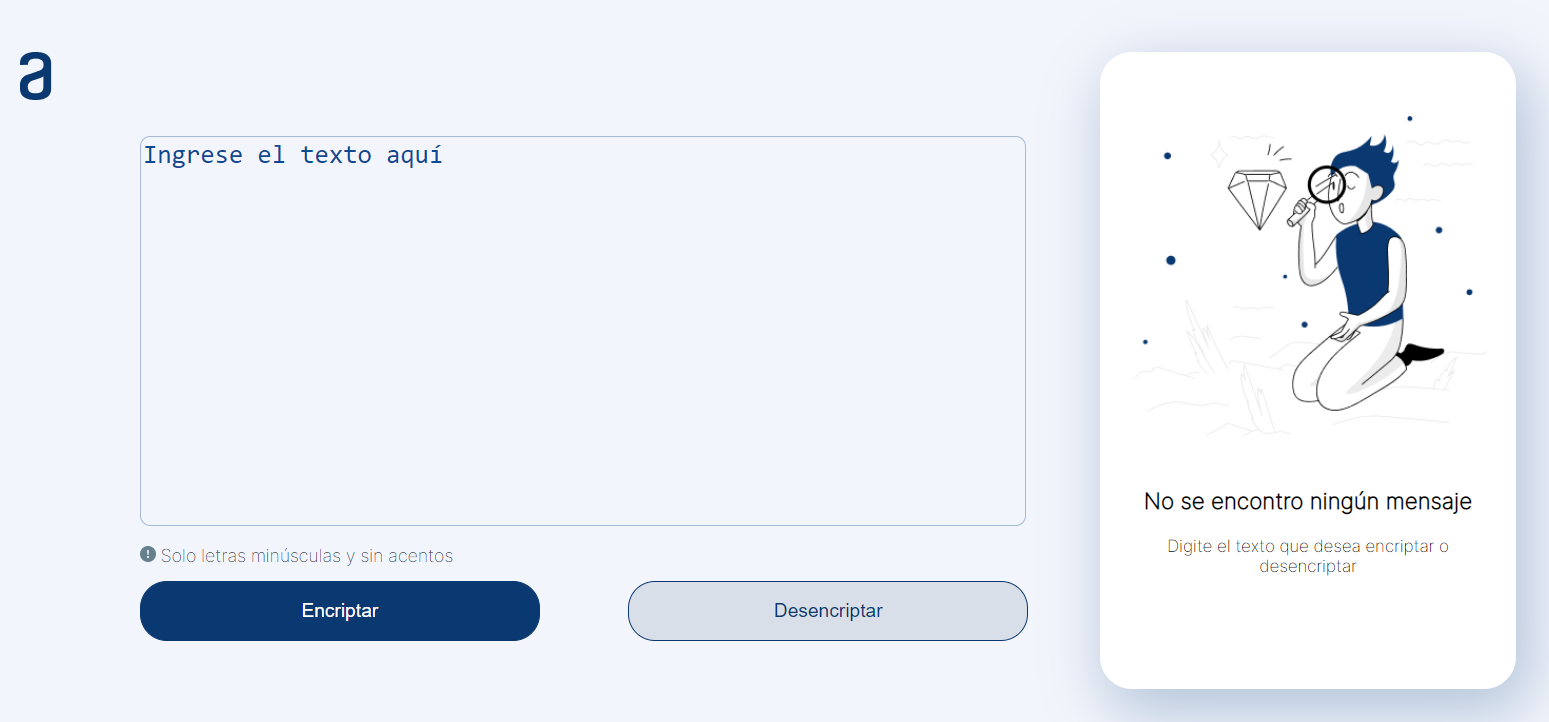 a
Ingrese el texto aquí
Solo letras minúsculas y sin acentos
Encriptar
Desencriptar
No se encontro ningún mensaje
Digite el texto que desea encriptar o
desencriptar